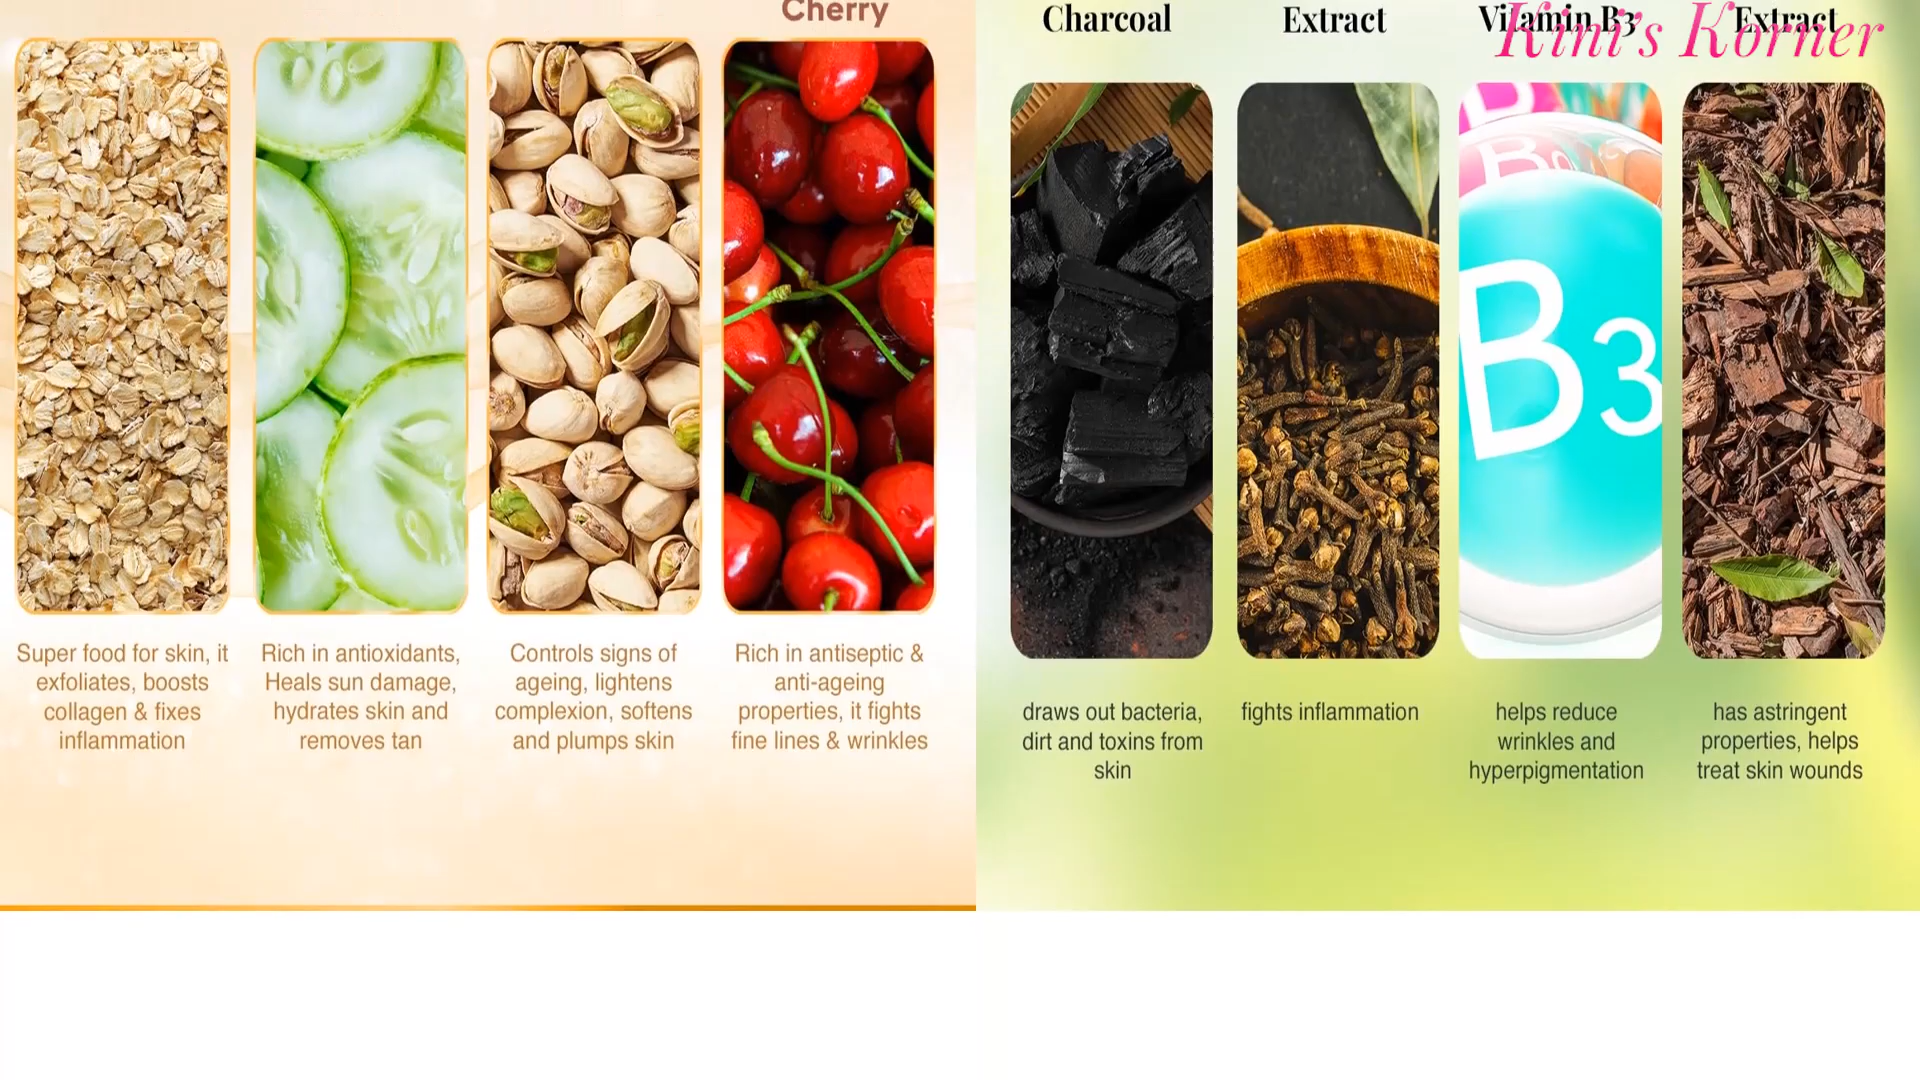 Cherry
Super food for skin, it
exfoliates, boosts
collagen & fixes
inflammation
Rich in antioxidants,
Heals sun damage,
hydrates skin and
removes tan
Controls signs of
ageing, lightens
complexion, softens
and plumps skin
Rich in antiseptic &
anti-ageing
properties, it fights
fine lines & wrinkles
Charcoal
Extract
Vitamin B3
Extract
Kini's Korner
B
B
B3
draws out bacteria,
dirt and toxins from
skin
fights inflammation
helps reduce
wrinkles and
hyperpigmentation
has astringent
properties, helps
treat skin wounds